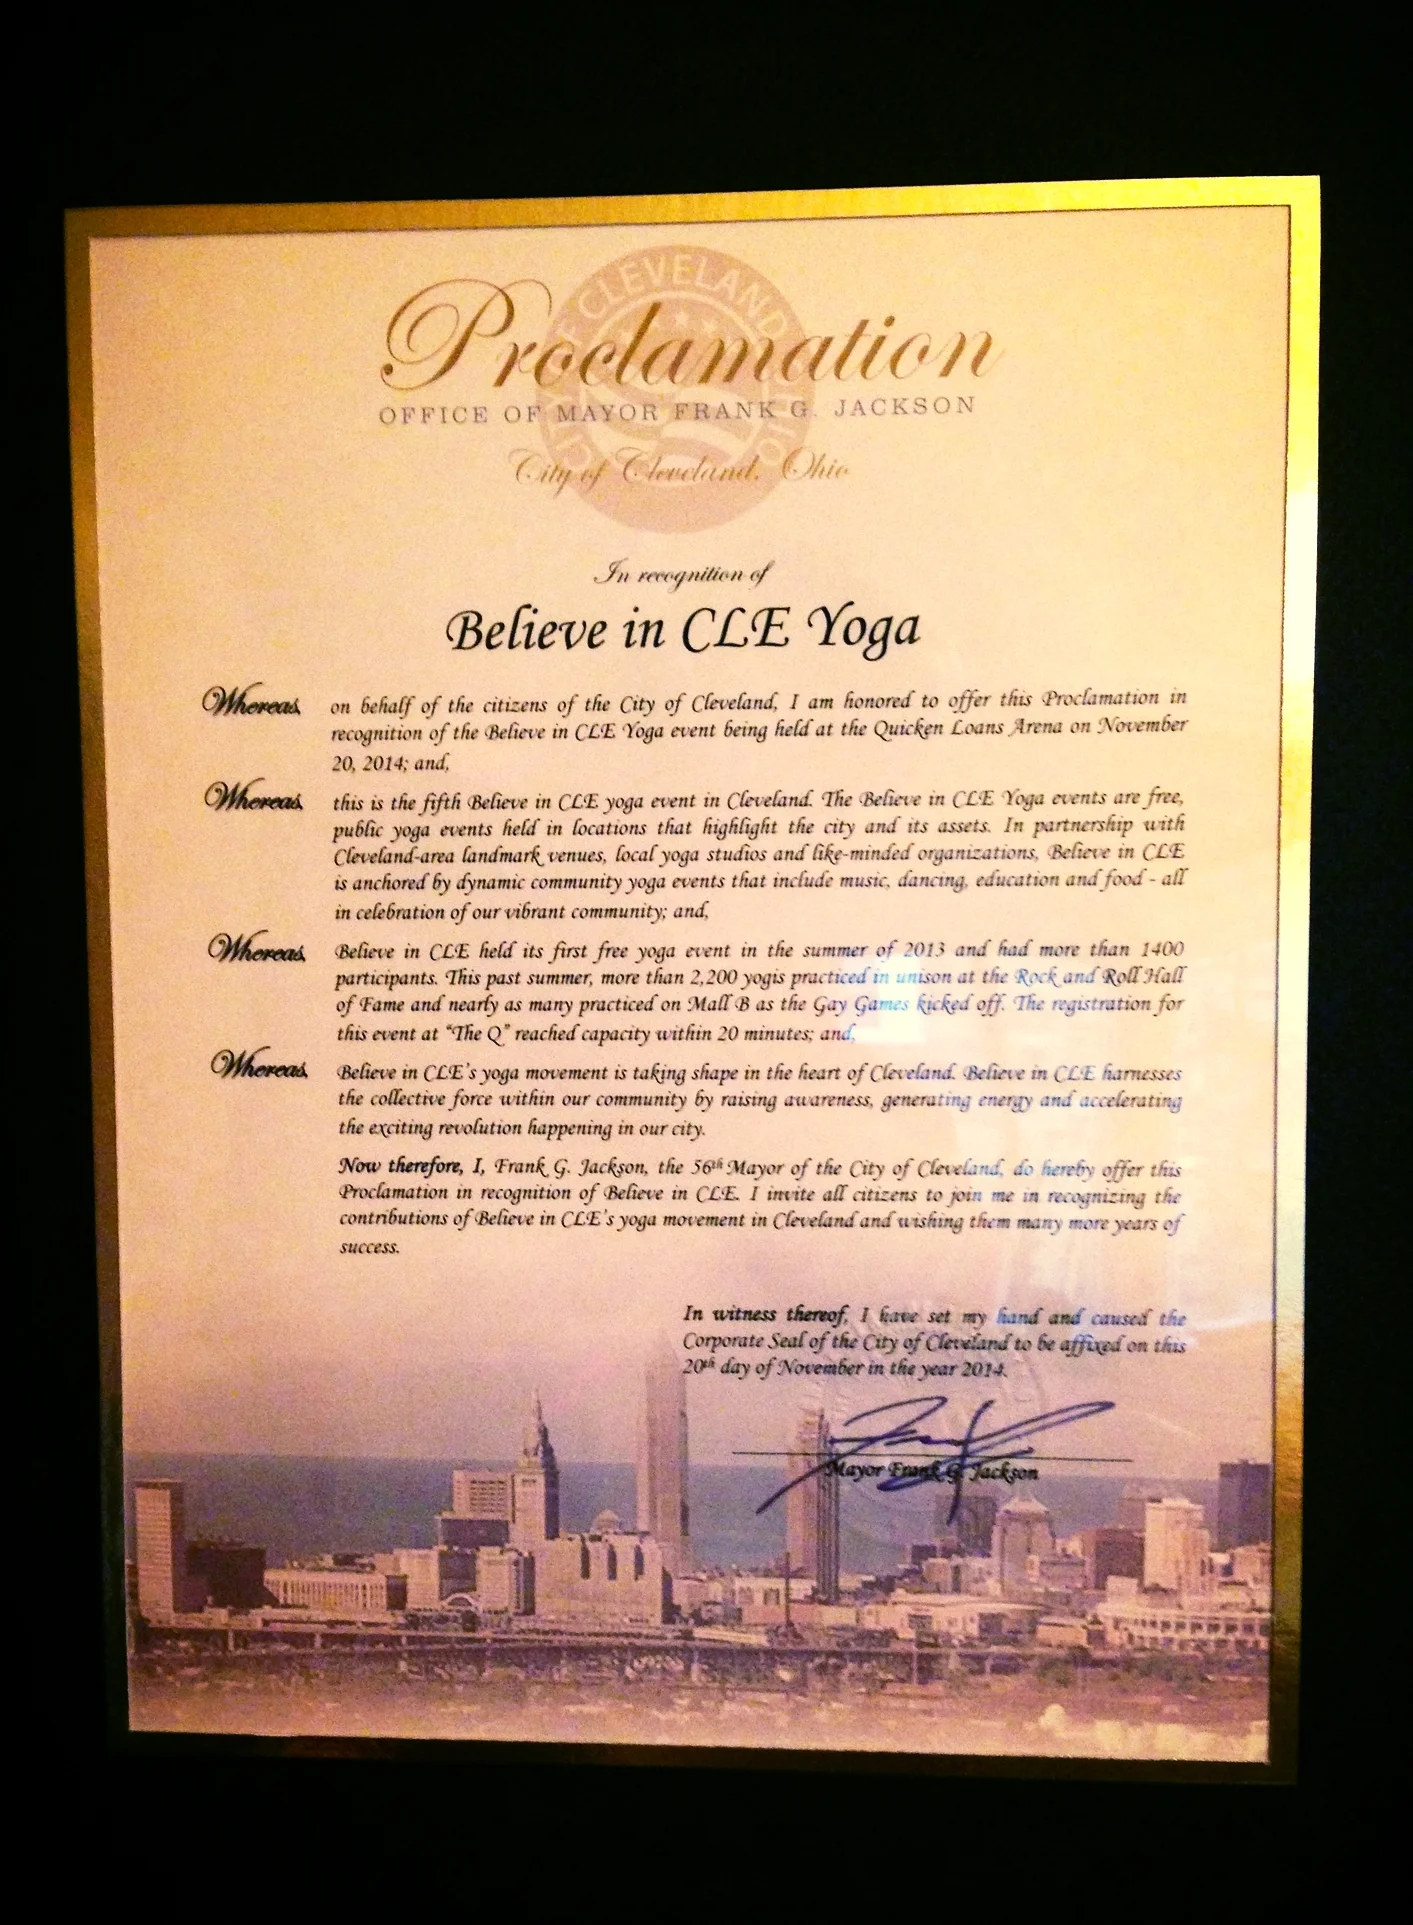 CITY OF CLEVELAND OHIO
Proclamation
OFFICE OF MAYOR FRANK G. JACKSON
City of Cleveland, Ohio
In recognition of
Believe in CLE Yoga
Whereas, on behalf of the citizens of the City of Cleveland, I am honored to offer this Proclamation in
recognition of the Believe in CLE Yoga event being held at the Quicken Loans Arena on November
20, 2014; and,
Whereas, this is the fifth Believe in CLE yoga event in Cleveland. The Believe in CLE Yoga events are free,
public yoga events held in locations that highlight the city and its assets. In partnership with
Cleveland-area landmark venues, local yoga studios and like-minded organizations, Believe in CLE
is anchored by dynamic community yoga events that include music, dancing, education and food - all
in celebration of our vibrant community; and,
Whereas, Believe in CLE held its first free yoga event in the summer of 2013 and had more than 1400
participants. This past summer, more than 2,200 yogis practiced in unison at the Rock and Roll Hall
of Fame and nearly as many practiced on Mall B as the Gay Games kicked off. The registration for
this event at "The Q" reached capacity within 20 minutes; and,
Whereas, Believe in CLE's yoga movement is taking shape in the heart of Cleveland. Believe in CLE harnesses
the collective force within our community by raising awareness, generating energy and accelerating
the exciting revolution happening in our city.
Now therefore, I, Frank G. Jackson, the 56th Mayor of the City of Cleveland, do hereby offer this
Proclamation in recognition of Believe in CLE. I invite all citizens to join me in recognizing the
contributions of Believe in CLE's yoga movement in Cleveland and wishing them many more years of
success.
In witness thereof, I have set my hand and caused the
Corporate Seal of the City of Cleveland to be affixed on this
20th day of November in the year 2014.
Mayor Frank G. Jackson